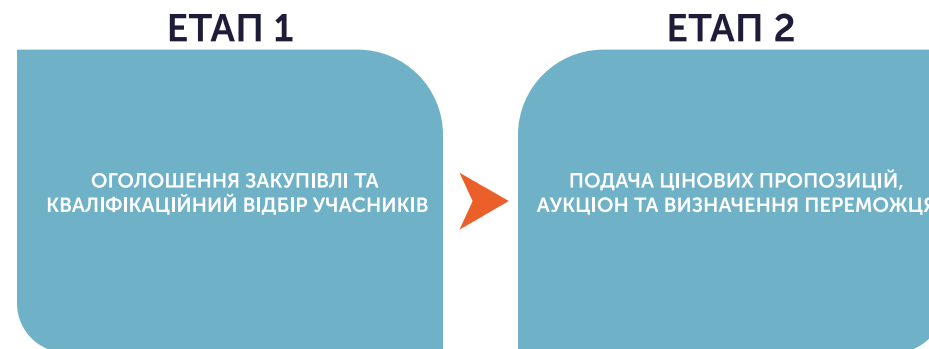 ЕТАП 1
ОГОЛОШЕННЯ ЗАКУПІВЛІ ТА
КВАЛІФІКАЦІЙНИЙ ВІДБІР УЧАСНИКІВ
ЕТАП 2
ПОДАЧА ЦІНОВИХ ПРОПОЗИЦІЙ,
АУКЦІОН ТА ВИЗНАЧЕННЯ ПЕРЕМОЖЦЯ